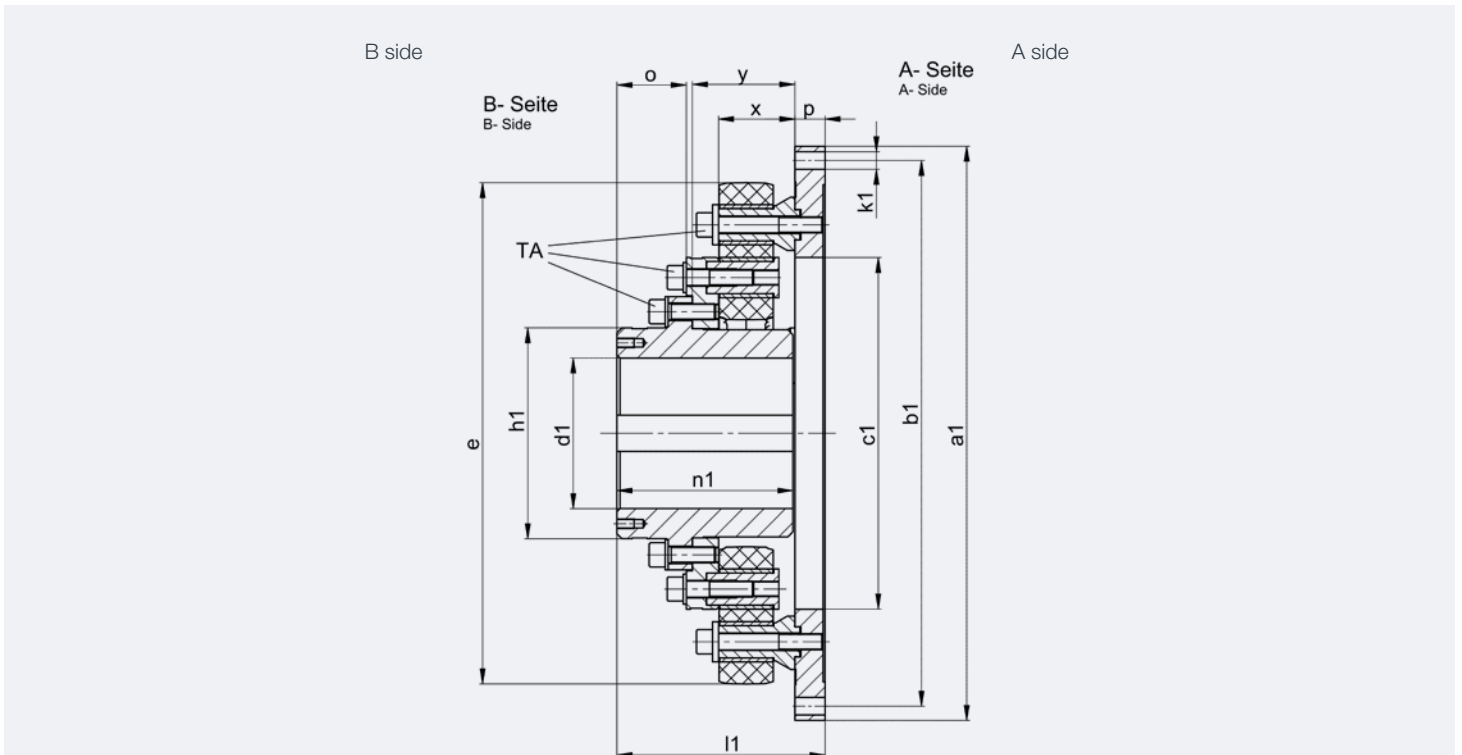 B side
A side
A- Seite
A- Side
B- Seite
B- Side
o
y
x
p
k1
TA
e
h1
d1
n1
c1
b1
a1
l1